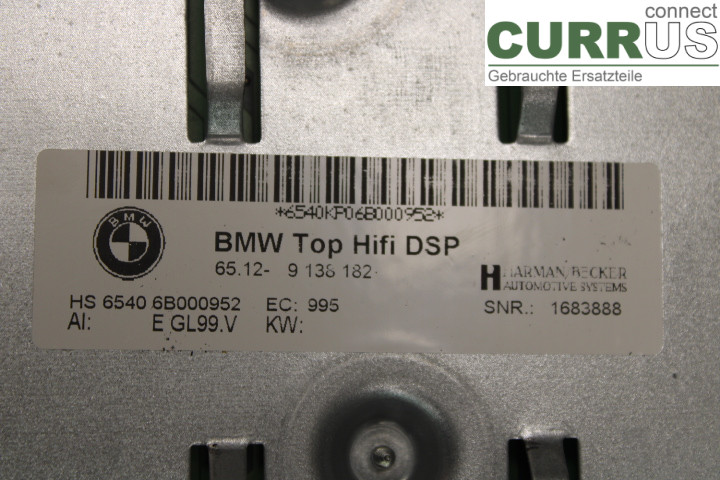 connect
CURRUS
Gebrauchte Ersatzteile
*6540KP06B000952*
BMW
BMW Top Hifi DSP
65.12- 9 138 182
HARMAN/BECKER
AUTOMOTIVE SYSTEMS
HS 6540 6B000952 EC: 995
SNR.: 1683888
AI: E GL99.V KW: